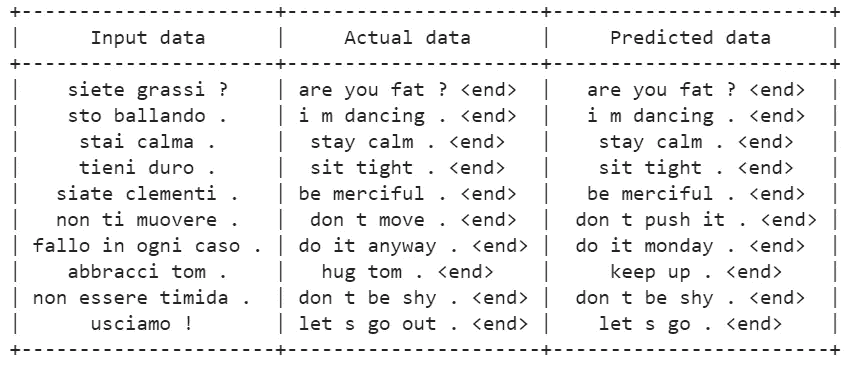 Input data | Actual data | Predicted data
siete grassi ? | are you fat ? <end> | are you fat ? <end>
sto ballando . | i m dancing . <end> | i m dancing . <end>
stai calma . | stay calm . <end> | stay calm . <end>
tieni duro . | sit tight . <end> | sit tight . <end>
siate clementi . | be merciful . <end> | be merciful . <end>
non ti muovere . | don t move . <end> | don t push it . <end>
fallo in ogni caso . | do it anyway . <end> | do it monday . <end>
abbracci tom . | hug tom . <end> | keep up . <end>
non essere timida . | don t be shy . <end> | don t be shy . <end>
usciamo ! | let s go out . <end> | let s go . <end>